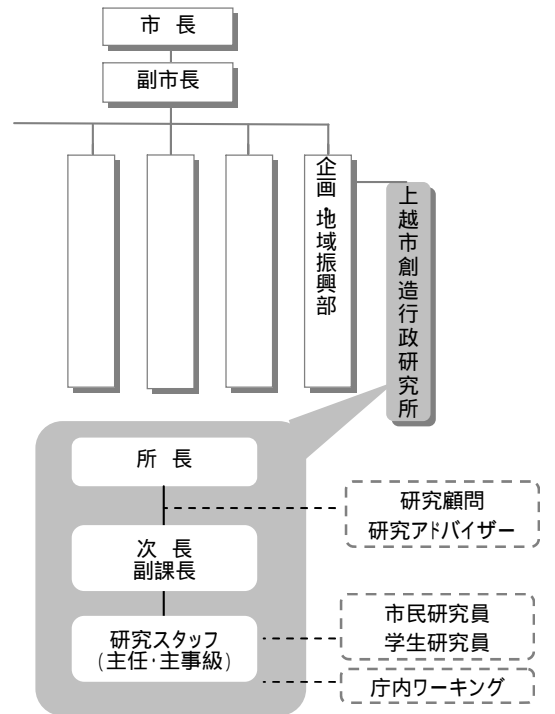 市 長
副市長
企画・地域振興部
上越市創造行政研究所
所 長
次 長
副課長
研究スタッフ
(主任・主事級)
研究顧問
研究アドバイザー
市民研究員
学生研究員
庁内ワーキング